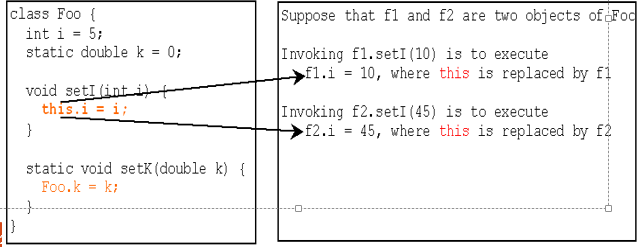 class Foo {
int i = 5;
static double k = 0;
void setI(int i) {
this.i = i;
}
static void setK(double k) {
Foo.k = k;
}
}
Suppose that f1 and f2 are two objects of Foo
Invoking f1.setI(10) is to execute
f1.i = 10, where this is replaced by f1
Invoking f2.setI(45) is to execute
f2.i = 45, where this is replaced by f2